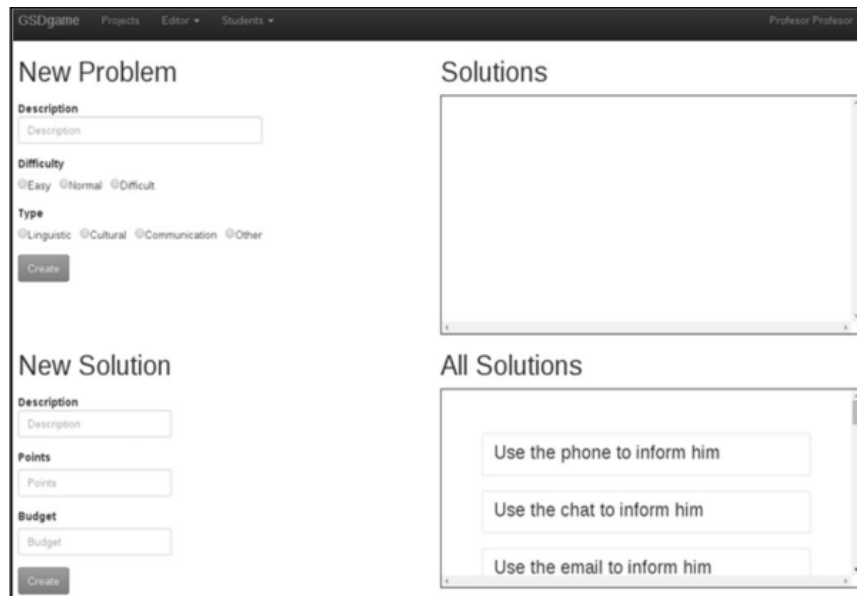 GSDgame Projects Editor Students Profesor Profesor
New Problem
Description
Description
Difficulty
Easy Normal Difficult
Type
Linguistic Cultural Communication Other
Create
Solutions
New Solution
Description
Description
Points
Points
Budget
Budget
Create
All Solutions
Use the phone to inform him
Use the chat to inform him
Use the email to inform him